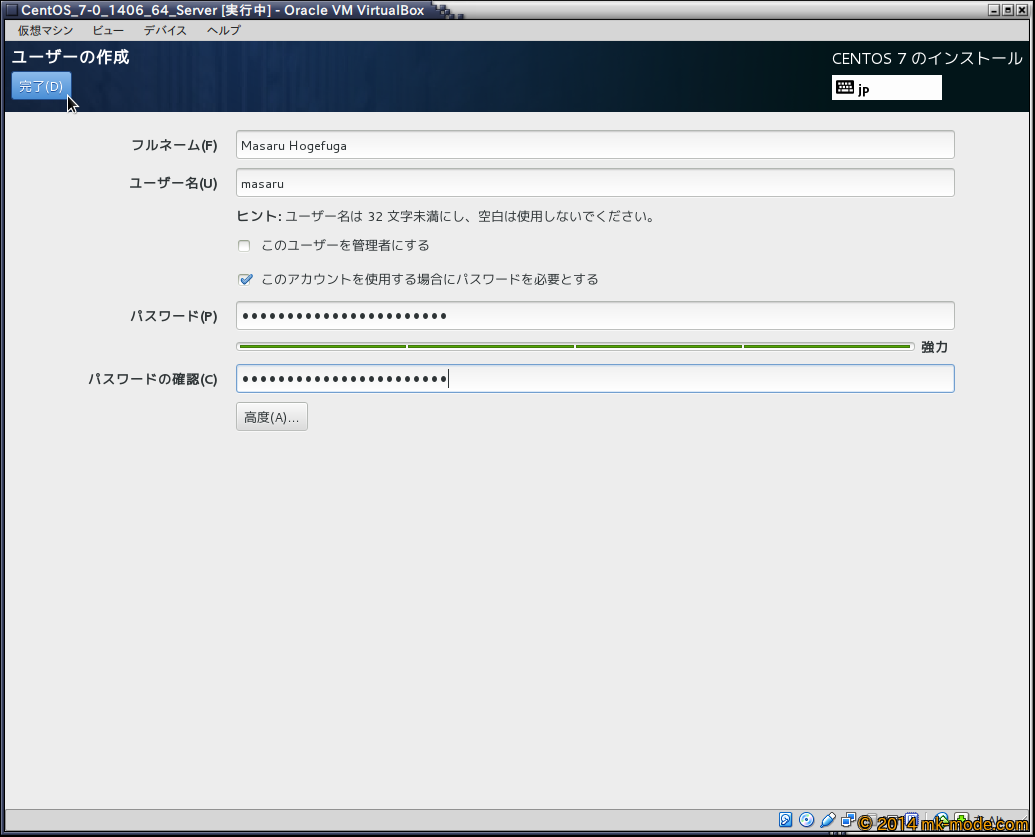 CentOS_7-0_1406_64_Server [実行中] - Oracle VM VirtualBox
仮想マシン ビュー デバイス ヘルプ
ユーザーの作成
CENTOS 7 のインストール
完了(D)
jp
フルネーム(F) Masaru Hogefuga
ユーザー名(U) masaru
ヒント: ユーザー名は 32 文字未満にし、空白は使用しないでください。
このユーザーを管理者にする
このアカウントを使用する場合にパスワードを必要とする
パスワード(P) •••••••••••••••••••••••
強力
パスワードの確認(C) •••••••••••••••••••••••
高度(A)...
© 2014 mk-mode.com